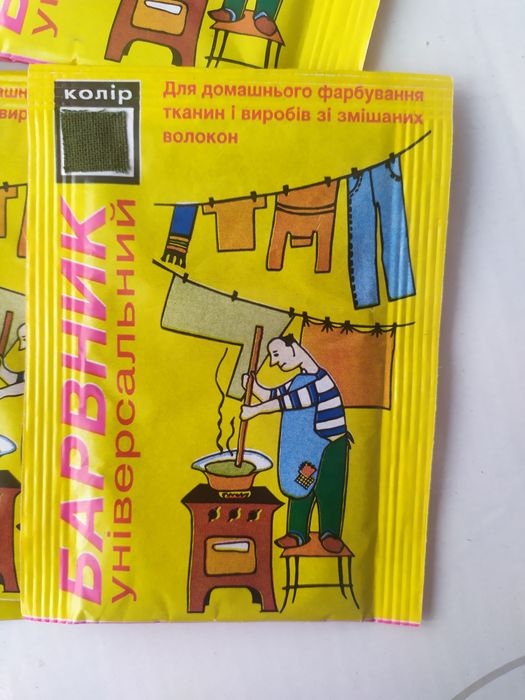 колір
Для домашнього фарбування
тканин і виробів зі змішаних
волокон
БАРВНИК
універсальний